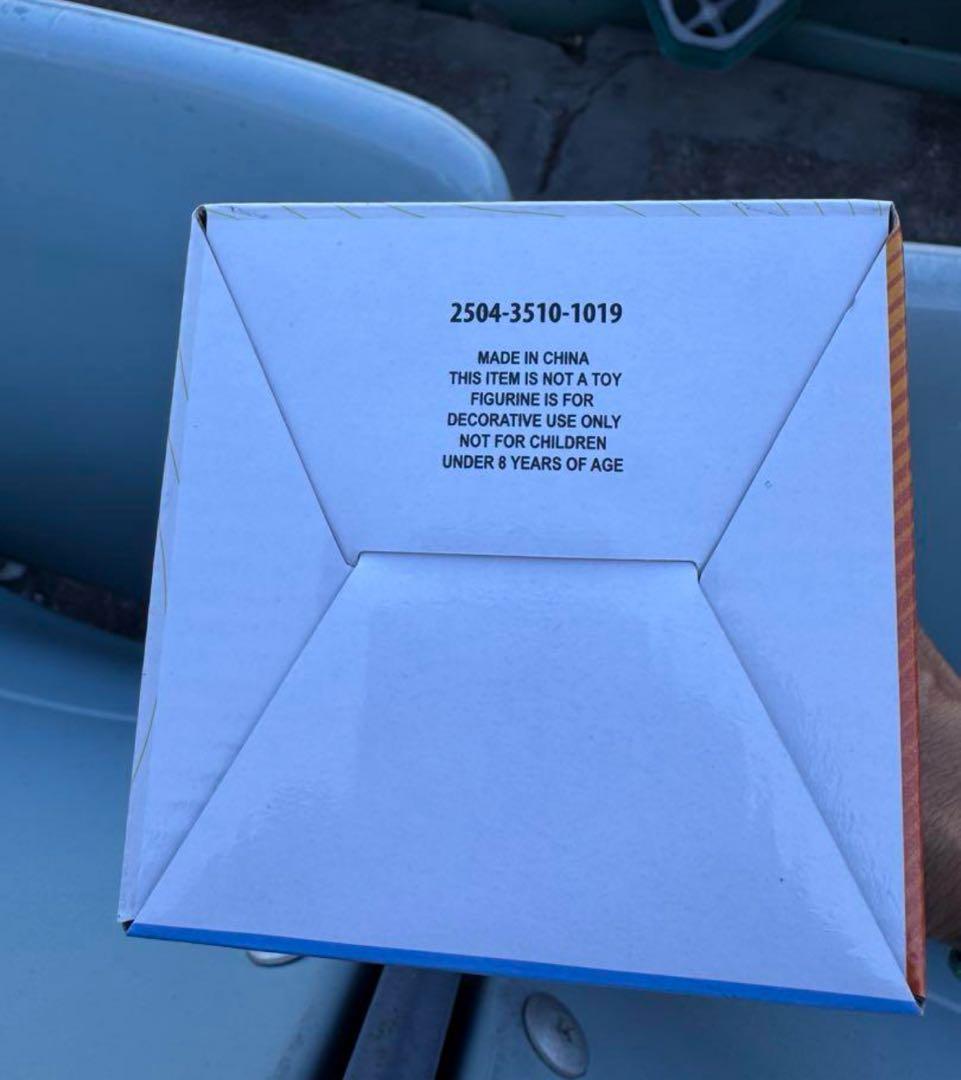 2504-3510-1019
MADE IN CHINA
THIS ITEM IS NOT A TOY
FIGURINE IS FOR
DECORATIVE USE ONLY
NOT FOR CHILDREN
UNDER 8 YEARS OF AGE